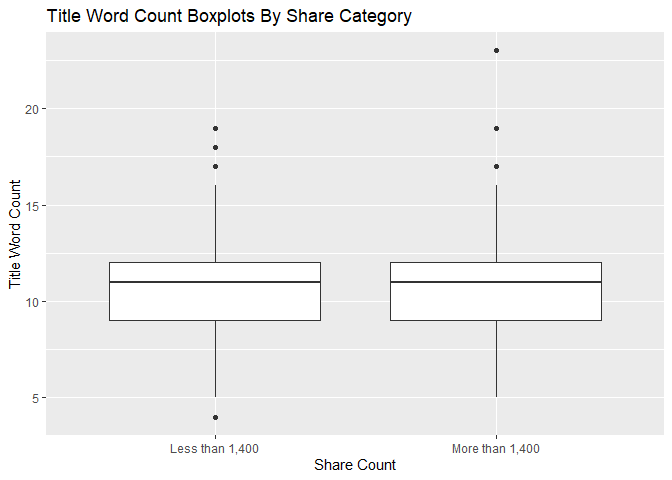 Title Word Count Boxplots By Share Category
Title Word Count
20
15
10
5
Less than 1,400 More than 1,400
Share Count